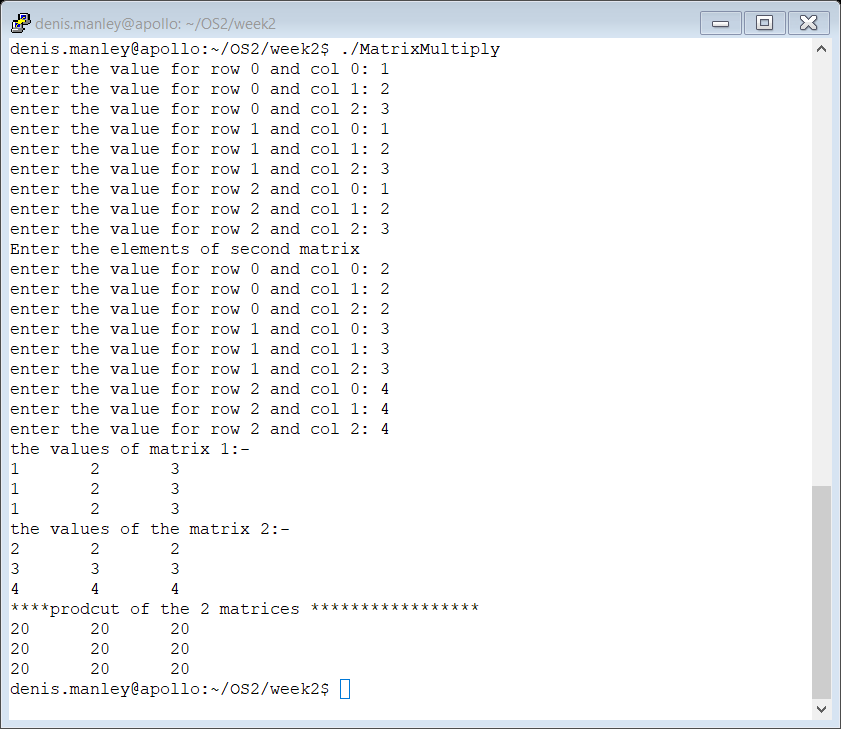 denis.manley@apollo: ~/OS2/week2
denis.manley@apollo:~/OS2/week2$ ./MatrixMultiply
enter the value for row 0 and col 0: 1
enter the value for row 0 and col 1: 2
enter the value for row 0 and col 2: 3
enter the value for row 1 and col 0: 1
enter the value for row 1 and col 1: 2
enter the value for row 1 and col 2: 3
enter the value for row 2 and col 0: 1
enter the value for row 2 and col 1: 2
enter the value for row 2 and col 2: 3
Enter the elements of second matrix
enter the value for row 0 and col 0: 2
enter the value for row 0 and col 1: 2
enter the value for row 0 and col 2: 2
enter the value for row 1 and col 0: 3
enter the value for row 1 and col 1: 3
enter the value for row 1 and col 2: 3
enter the value for row 2 and col 0: 4
enter the value for row 2 and col 1: 4
enter the value for row 2 and col 2: 4
the values of matrix 1:-
1       2       3
1       2       3
1       2       3
the values of the matrix 2:-
2       2       2
3       3       3
4       4       4
****prodcut of the 2 matrices *****************
20      20      20
20      20      20
20      20      20
denis.manley@apollo:~/OS2/week2$